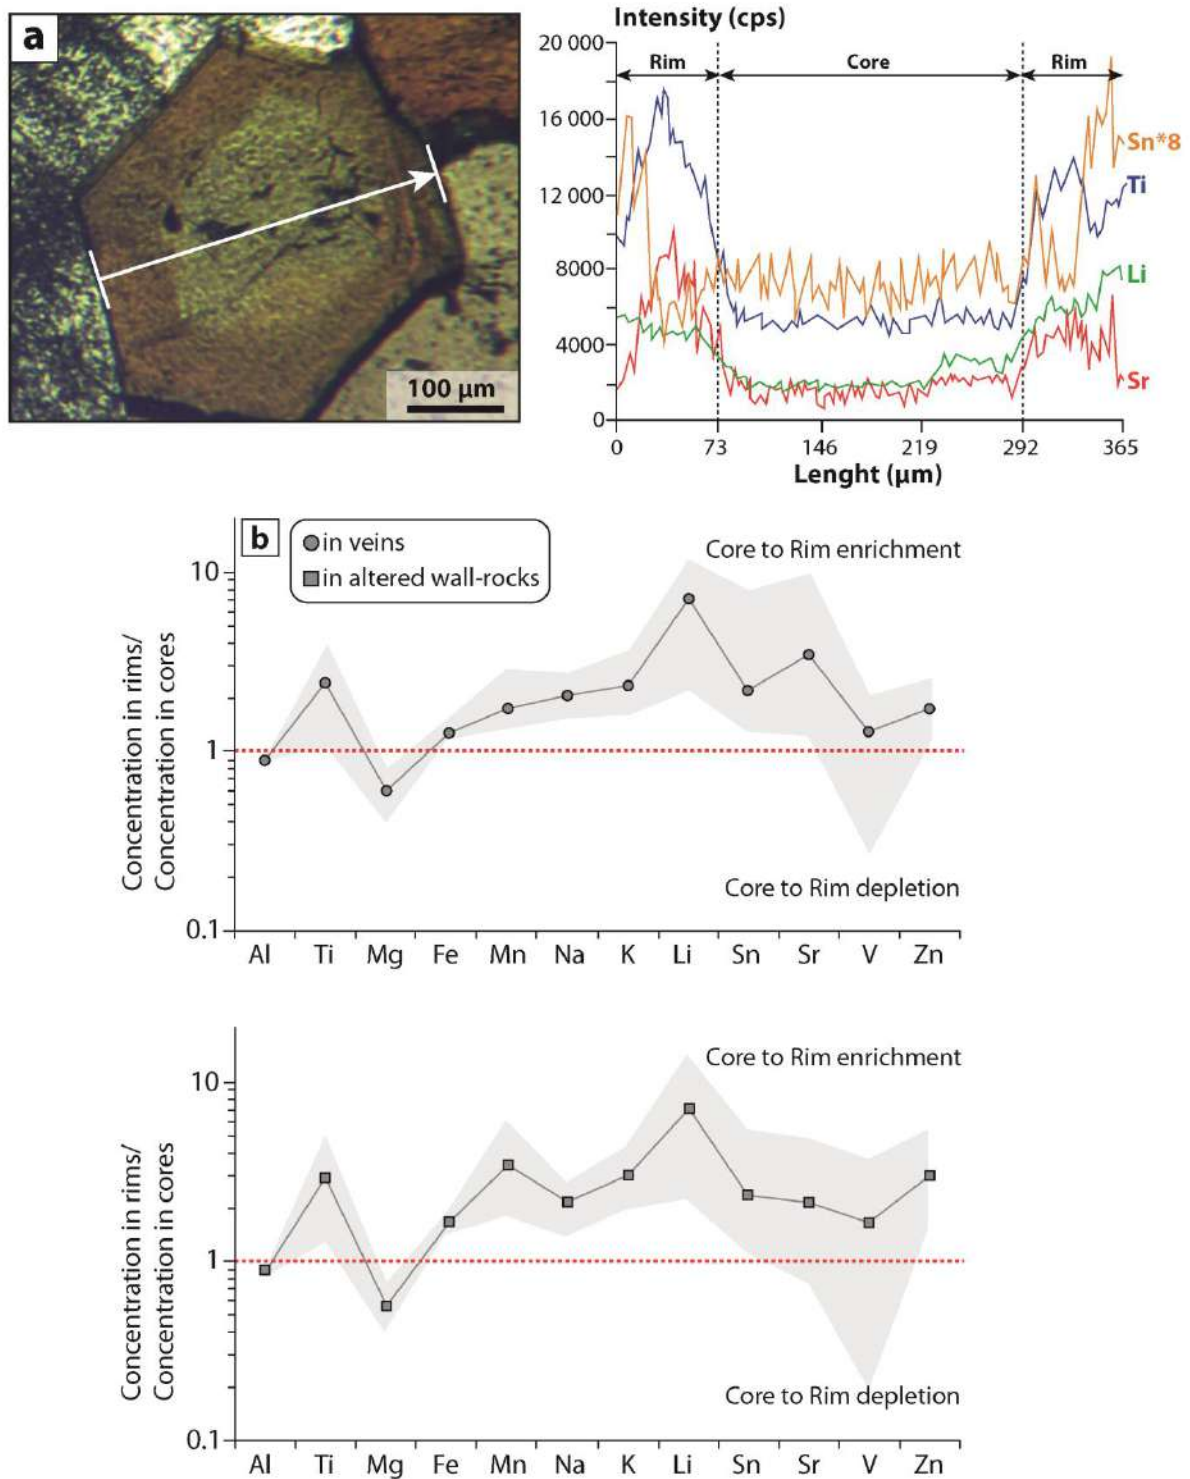 a
100 µm
Intensity (cps)
20 000
16 000
12 000
8000
4000
0
Rim
Core
Rim
Sn*8
Ti
Li
Sr
0
73
146
219
292
365
Lenght (µm)
b
in veins
in altered wall-rocks
Core to Rim enrichment
Concentration in rims/
Concentration in cores
10
1
0.1
Core to Rim depletion
Al Ti Mg Fe Mn Na K Li Sn Sr V Zn
Core to Rim enrichment
Concentration in rims/
Concentration in cores
10
1
0.1
Core to Rim depletion
Al Ti Mg Fe Mn Na K Li Sn Sr V Zn